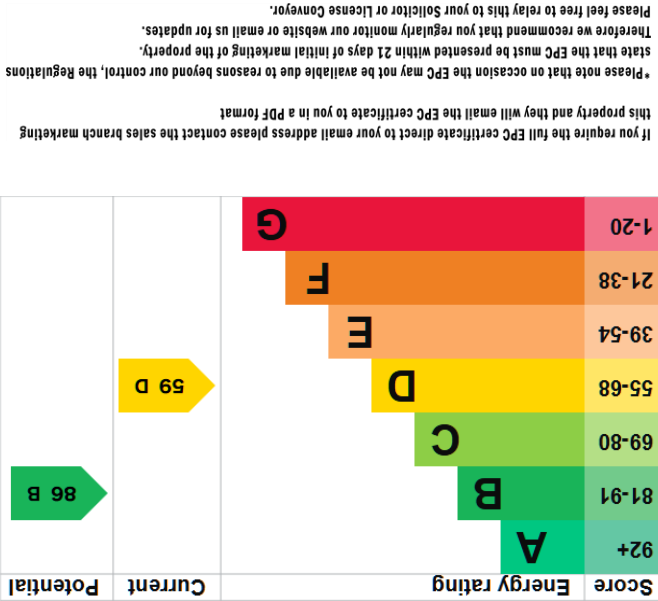 Score Energy rating Current Potential
92+ A
81-91 B 86 B
69-80 C
55-68 D 59 D
39-54 E
21-38 F
1-20 G
If you require the full EPC certificate direct to your email address please contact the sales branch marketing
this property and they will email the EPC certificate to you in a PDF format
*Please note that on occasion the EPC may not be available due to reasons beyond our control, the Regulations
state that the EPC must be presented within 21 days of initial marketing of the property.
Therefore we recommend that you regularly monitor our website or email us for updates.
Please feel free to relay this to your Solicitor or License Conveyor.